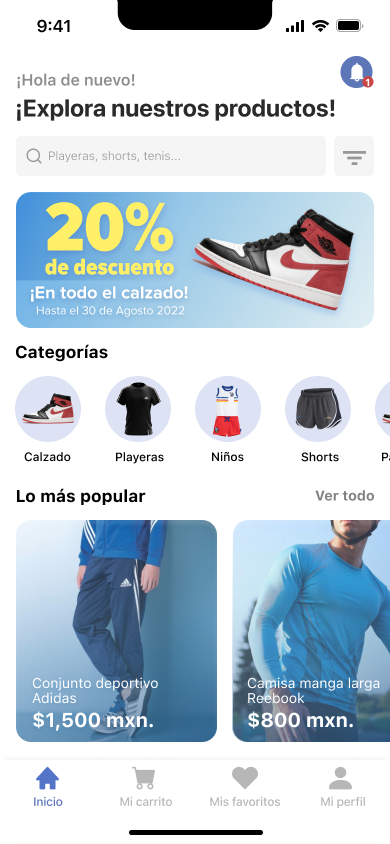 9:41
¡Hola de nuevo!
1
¡Explora nuestros productos!
Playeras, shorts, tenis...
20%
de descuento
¡En todo el calzado!
Hasta el 30 de Agosto 2022
Categorías
Calzado
Playeras
Niños
Shorts
Lo más popular
Ver todo
adidas
Conjunto deportivo
Adidas
$1,500 mxn.
Camisa manga larga
Reebook
$800 mxn.
Inicio
Mi carrito
Mis favoritos
Mi perfil